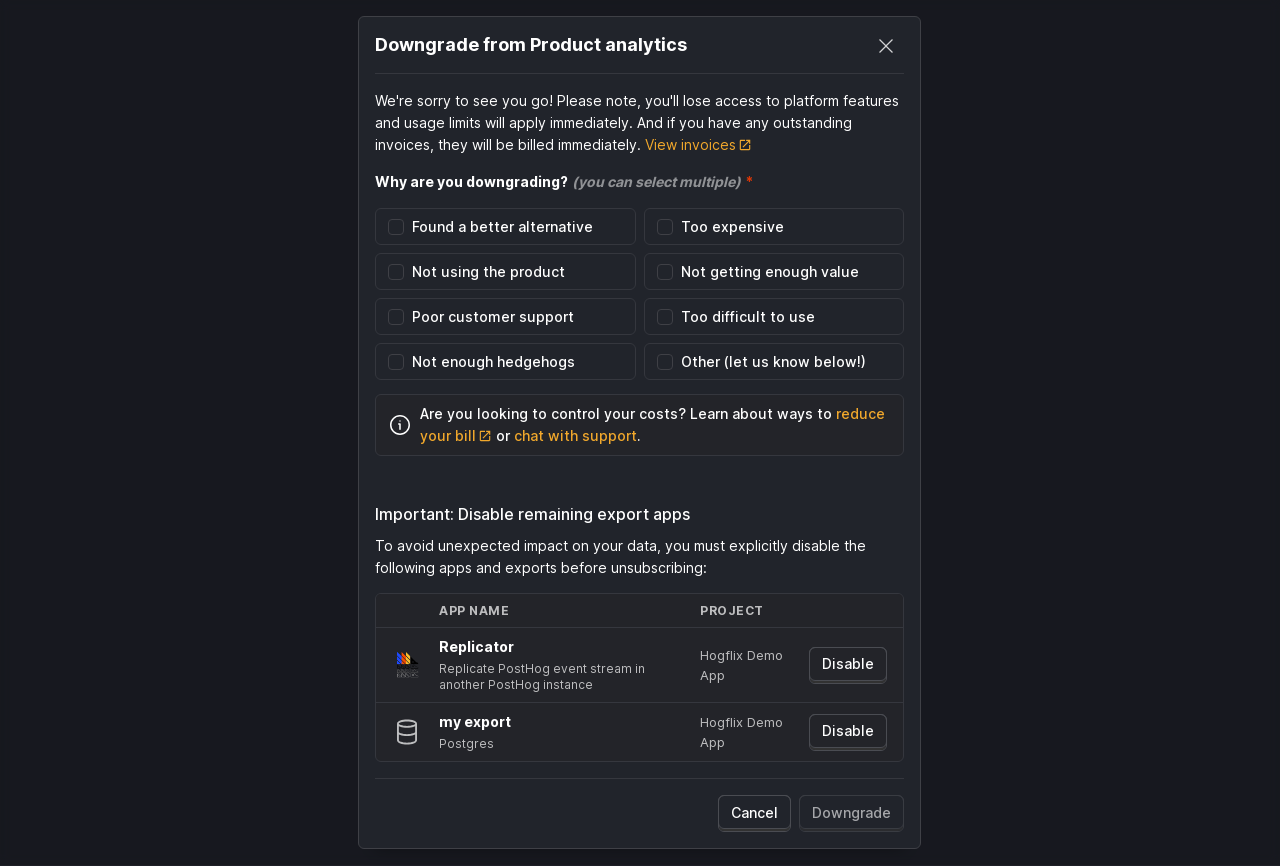 Downgrade from Product analytics
We're sorry to see you go! Please note, you'll lose access to platform features
and usage limits will apply immediately. And if you have any outstanding
invoices, they will be billed immediately. View invoices
Why are you downgrading? (you can select multiple) *
Found a better alternative
Too expensive
Not using the product
Not getting enough value
Poor customer support
Too difficult to use
Not enough hedgehogs
Other (let us know below!)
Are you looking to control your costs? Learn about ways to reduce
your bill or chat with support.
Important: Disable remaining export apps
To avoid unexpected impact on your data, you must explicitly disable the
following apps and exports before unsubscribing:
APP NAME
PROJECT
Replicator
Replicate PostHog event stream in
another PostHog instance
Hogflix Demo
App
Disable
my export
Postgres
Hogflix Demo
App
Disable
Cancel
Downgrade